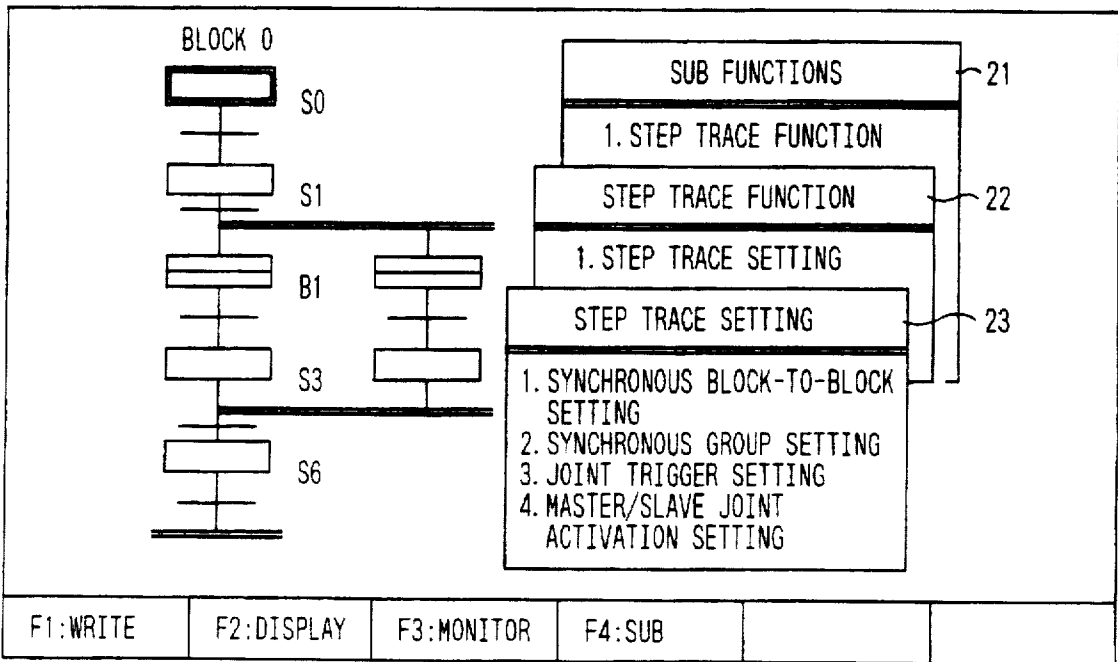 BLOCK 0
S0
S1
B1
S3
S6
SUB FUNCTIONS
21
1. STEP TRACE FUNCTION
STEP TRACE FUNCTION
22
1. STEP TRACE SETTING
STEP TRACE SETTING
23
1. SYNCHRONOUS BLOCK-TO-BLOCK
SETTING
2. SYNCHRONOUS GROUP SETTING
3. JOINT TRIGGER SETTING
4. MASTER/SLAVE JOINT
ACTIVATION SETTING
F1:WRITE
F2:DISPLAY
F3:MONITOR
F4:SUB